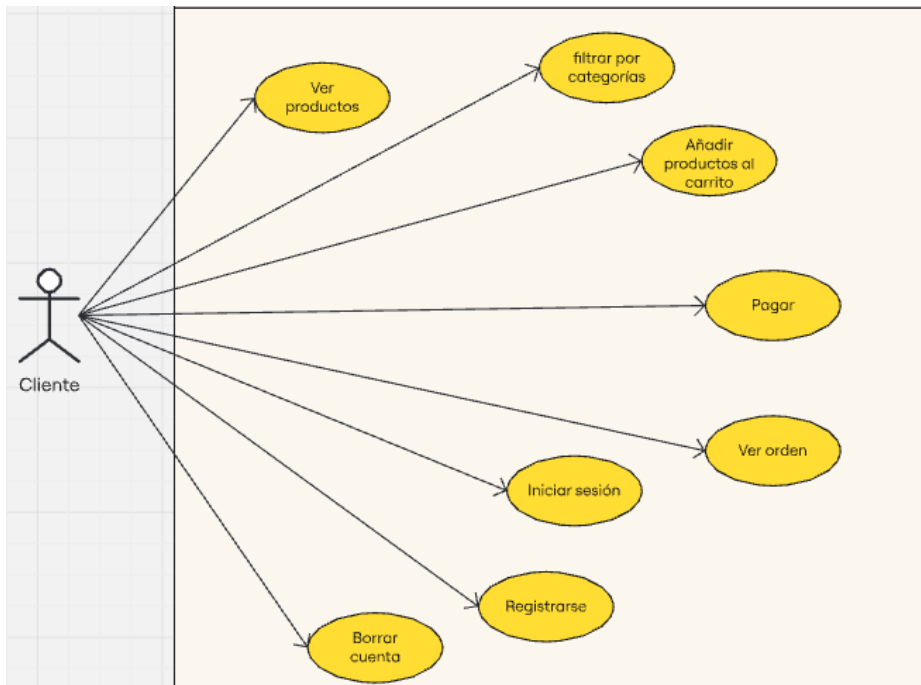 Ver
productos
filtrar por
categorías
Añadir
productos al
carrito
Pagar
Cliente
Ver orden
Iniciar sesión
Registrarse
Borrar
cuenta